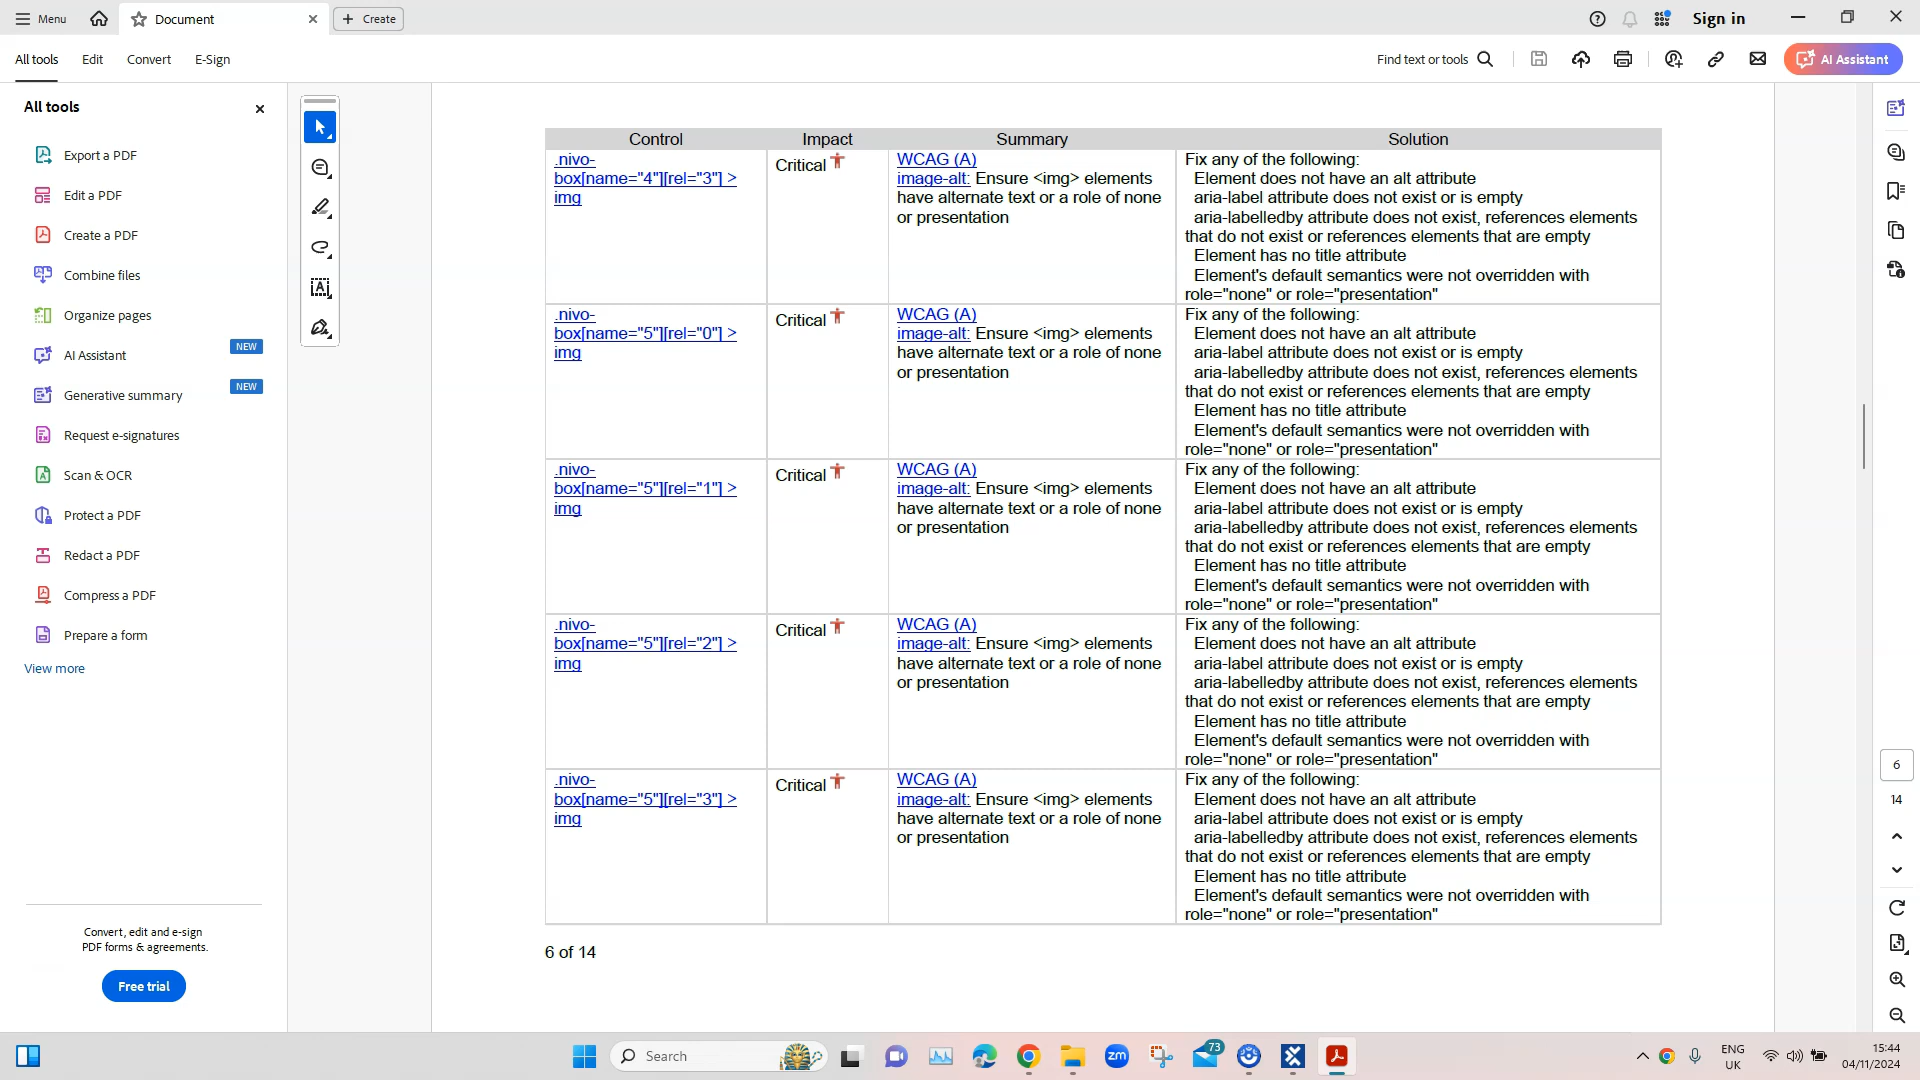 Menu
Document
Create
Sign in
All tools
Edit
Convert
E-Sign
Find text or tools
AI Assistant
All tools
Export a PDF
Edit a PDF
Create a PDF
Combine files
Organize pages
AI Assistant
NEW
Generative summary
NEW
Request e-signatures
Scan & OCR
Protect a PDF
Redact a PDF
Compress a PDF
Prepare a form
View more
Convert, edit and e-sign
PDF forms & agreements.
Free trial
Control Impact Summary Solution
.nivo-
box[name="4"][rel="3"] >
img
Critical
WCAG (A)
image-alt: Ensure <img> elements
have alternate text or a role of none
or presentation
Fix any of the following:
Element does not have an alt attribute
aria-label attribute does not exist or is empty
aria-labelledby attribute does not exist, references elements
that do not exist or references elements that are empty
Element has no title attribute
Element's default semantics were not overridden with
role="none" or role="presentation"
.nivo-
box[name="5"][rel="0"] >
img
Critical
WCAG (A)
image-alt: Ensure <img> elements
have alternate text or a role of none
or presentation
Fix any of the following:
Element does not have an alt attribute
aria-label attribute does not exist or is empty
aria-labelledby attribute does not exist, references elements
that do not exist or references elements that are empty
Element has no title attribute
Element's default semantics were not overridden with
role="none" or role="presentation"
.nivo-
box[name="5"][rel="1"] >
img
Critical
WCAG (A)
image-alt: Ensure <img> elements
have alternate text or a role of none
or presentation
Fix any of the following:
Element does not have an alt attribute
aria-label attribute does not exist or is empty
aria-labelledby attribute does not exist, references elements
that do not exist or references elements that are empty
Element has no title attribute
Element's default semantics were not overridden with
role="none" or role="presentation"
.nivo-
box[name="5"][rel="2"] >
img
Critical
WCAG (A)
image-alt: Ensure <img> elements
have alternate text or a role of none
or presentation
Fix any of the following:
Element does not have an alt attribute
aria-label attribute does not exist or is empty
aria-labelledby attribute does not exist, references elements
that do not exist or references elements that are empty
Element has no title attribute
Element's default semantics were not overridden with
role="none" or role="presentation"
.nivo-
box[name="5"][rel="3"] >
img
Critical
WCAG (A)
image-alt: Ensure <img> elements
have alternate text or a role of none
or presentation
Fix any of the following:
Element does not have an alt attribute
aria-label attribute does not exist or is empty
aria-labelledby attribute does not exist, references elements
that do not exist or references elements that are empty
Element has no title attribute
Element's default semantics were not overridden with
role="none" or role="presentation"
6 of 14
6
14
Search
zm
73
ENG
UK
15:44
04/11/2024